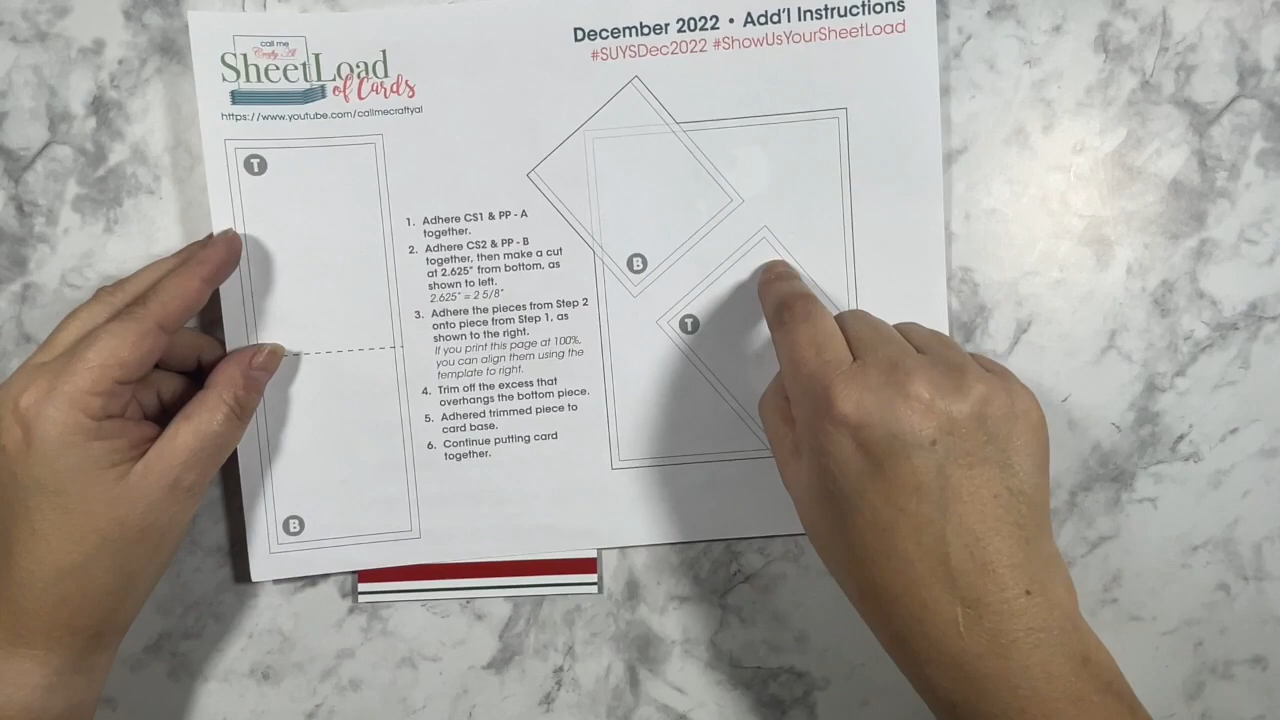 call me
Crafty Al
SheetLoad
of Cards
https://www.youtube.com/callmecraftyal
December 2022 • Add'l Instructions
#SUYSDec2022 #ShowUsYourSheetLoad
T
B
1. Adhere CS1 & PP - A
together.
2. Adhere CS2 & PP - B
together, then make a cut
at 2.625" from bottom, as
shown to left.
2.625" = 2 5/8"
3. Adhere the pieces from Step 2
onto piece from Step 1, as
shown to the right.
If you print this page at 100%,
you can align them using the
template to right.
4. Trim off the excess that
overhangs the bottom piece.
5. Adhered trimmed piece to
card base.
6. Continue putting card
together.
B
T